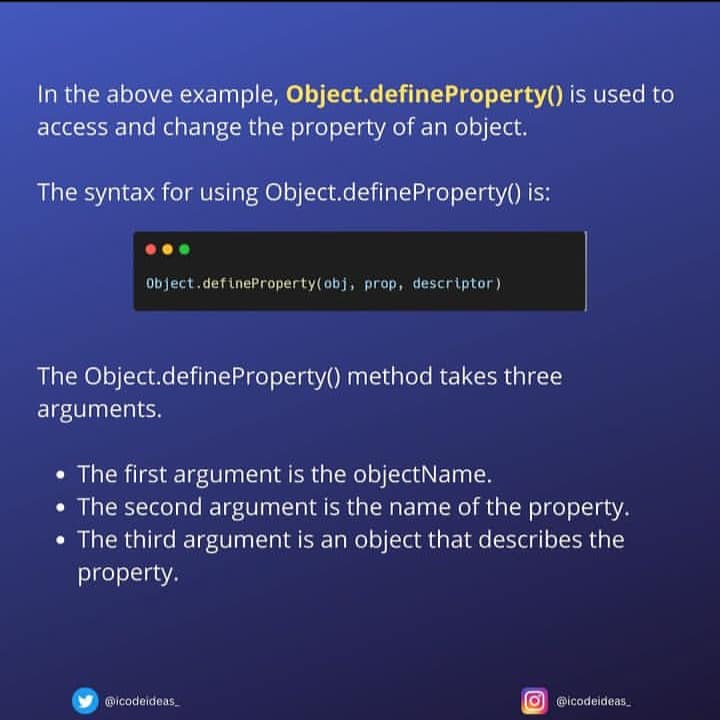 In the above example, Object.defineProperty() is used to
access and change the property of an object.
The syntax for using Object.defineProperty() is:
Object.defineProperty(obj, prop, descriptor)
The Object.defineProperty() method takes three
arguments.
• The first argument is the objectName.
• The second argument is the name of the property.
• The third argument is an object that describes the
property.
@icodeideas_
@icodeideas_